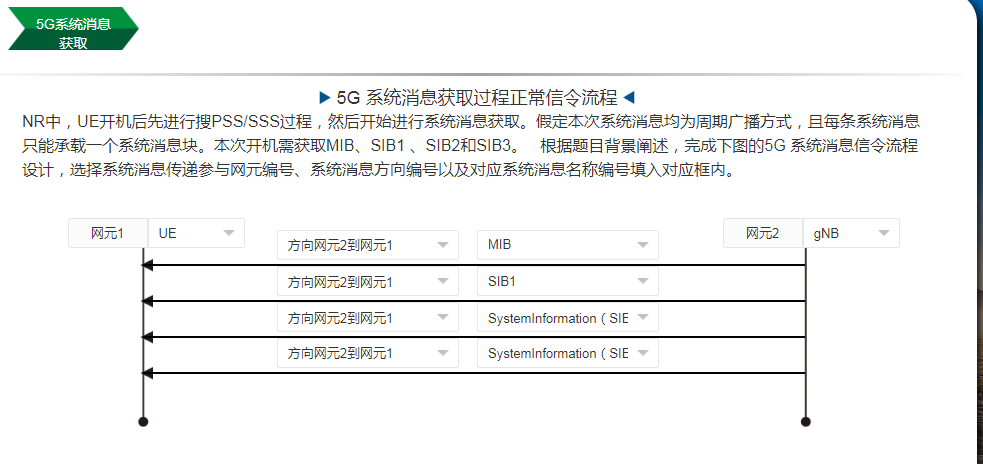 5G系统消息
获取
5G 系统消息获取过程正常信令流程
NR中，UE开机后先进行搜PSS/SSS过程，然后开始进行系统消息获取。假定本次系统消息均为周期广播方式，且每条系统消息
只能承载一个系统消息块。本次开机需获取MIB、SIB1 、SIB2和SIB3。 根据题目背景阐述，完成下图的5G 系统消息信令流程
设计，选择系统消息传递参与网元编号、系统消息方向编号以及对应系统消息名称编号填入对应框内。
网元1 UE 网元2 gNB
方向网元2到网元1 MIB
方向网元2到网元1 SIB1
方向网元2到网元1 SystemInformation（SIE
方向网元2到网元1 SystemInformation（SIE